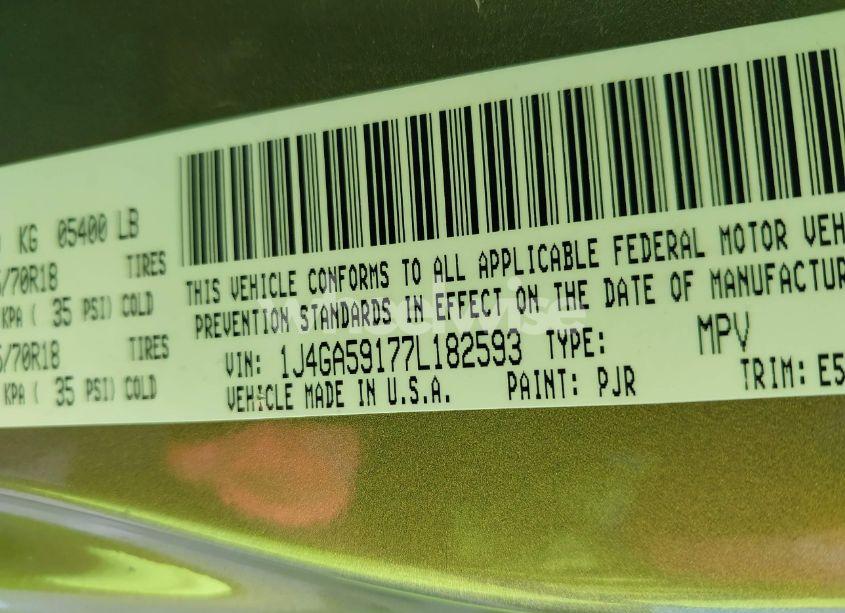 KG 05400 LB
/70R18 TIRES
KPA ( 35 PSI) COLD
/70R18 TIRES
KPA ( 35 PSI) COLD
THIS VEHICLE CONFORMS TO ALL APPLICABLE FEDERAL MOTOR VEH
PREVENTION STANDARDS IN EFFECT ON THE DATE OF MANUFACTUR
VIN: 1J4GA59177L182593 TYPE: MPV
VEHICLE MADE IN U.S.A. PAINT: PJR TRIM: E5
Wheelwise